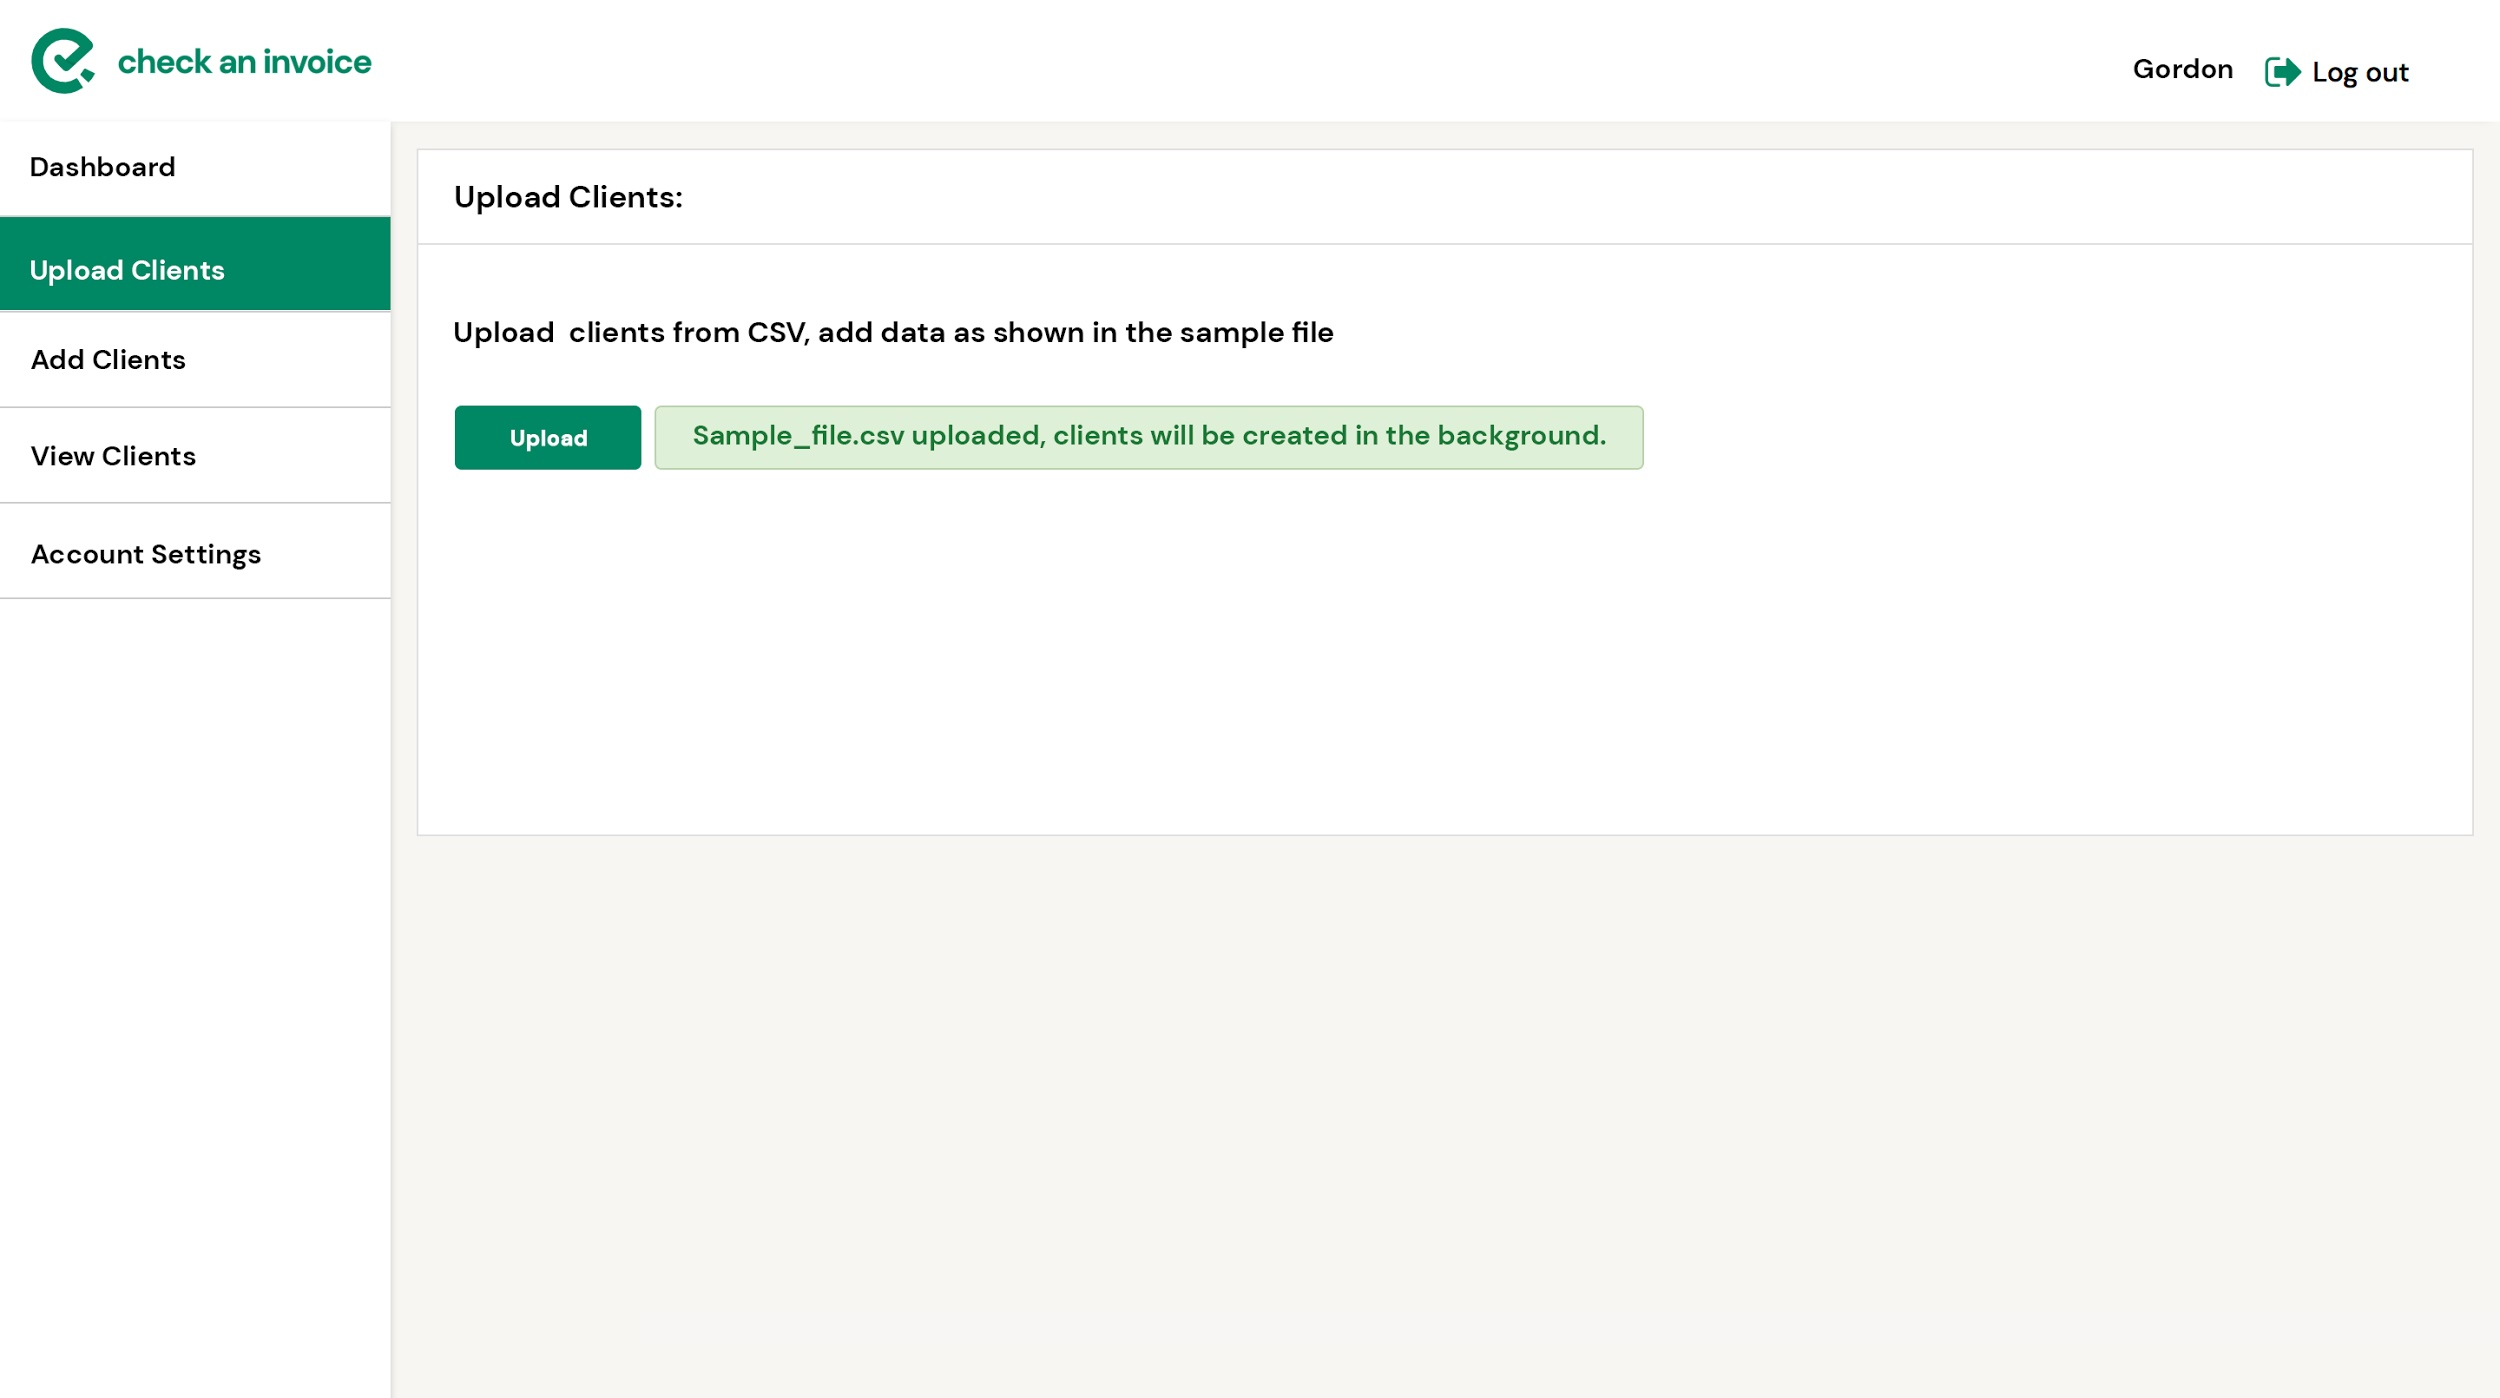 check an invoice
Gordon
Log out
Dashboard
Upload Clients
Add Clients
View Clients
Account Settings
Upload Clients:
Upload  clients from CSV, add data as shown in the sample file
Upload
Sample_file.csv uploaded, clients will be created in the background.